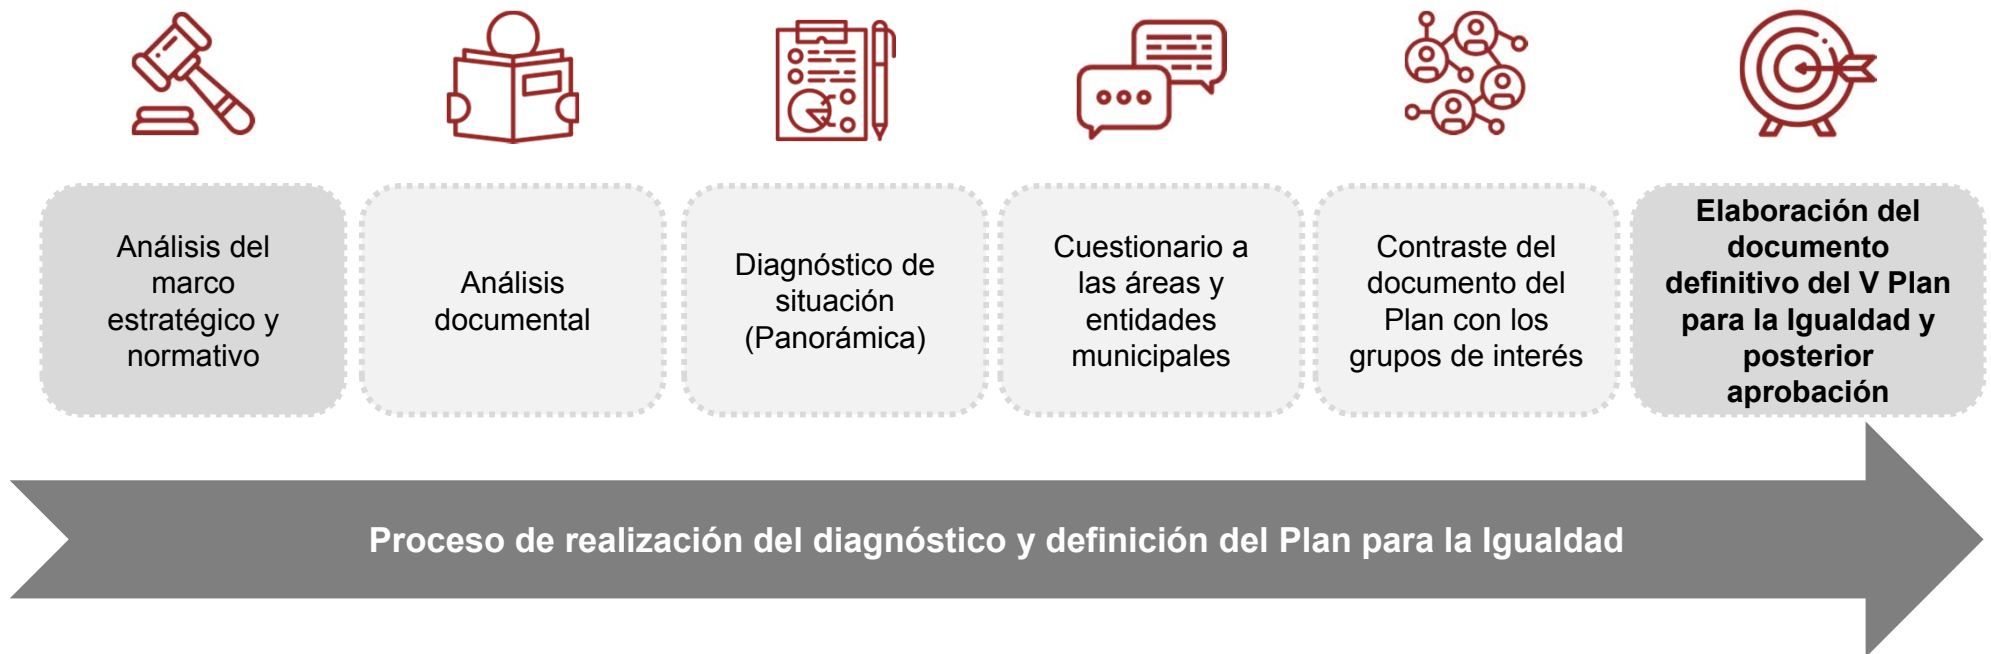 Análisis del
marco
estratégico y
normativo
Análisis
documental
Diagnóstico de
situación
(Panorámica)
Cuestionario a
las áreas y
entidades
municipales
Contraste del
documento del
Plan con los
grupos de interés
Elaboración del
documento
definitivo del V Plan
para la Igualdad y
posterior
aprobación
Proceso de realización del diagnóstico y definición del Plan para la Igualdad